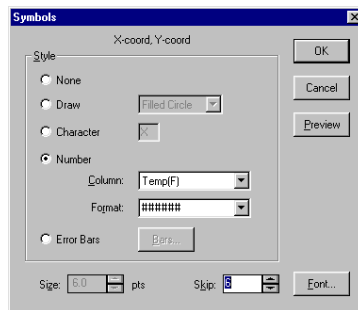 Symbols
X-coord, Y-coord
Style
None
Draw
Filled Circle
Character
X
Number
Column:
Temp(F)
Format:
######
Error Bars
Bars...
Size:
6.0
pts
Skip:
6
OK
Cancel
Preview
Font...